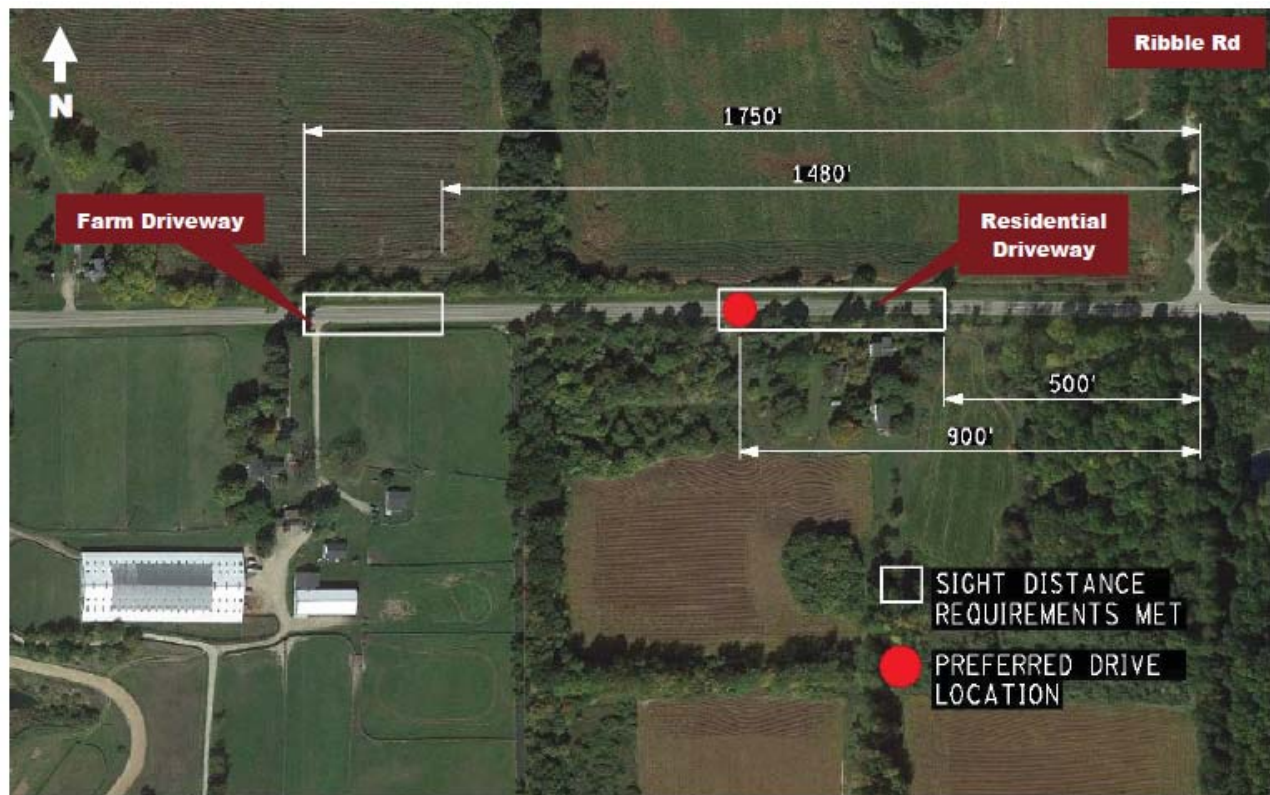 Ribble Rd
N
1750'
1480'
Farm Driveway
Residential
Driveway
500'
900'
SIGHT DISTANCE
REQUIREMENTS MET
PREFERRED DRIVE
LOCATION